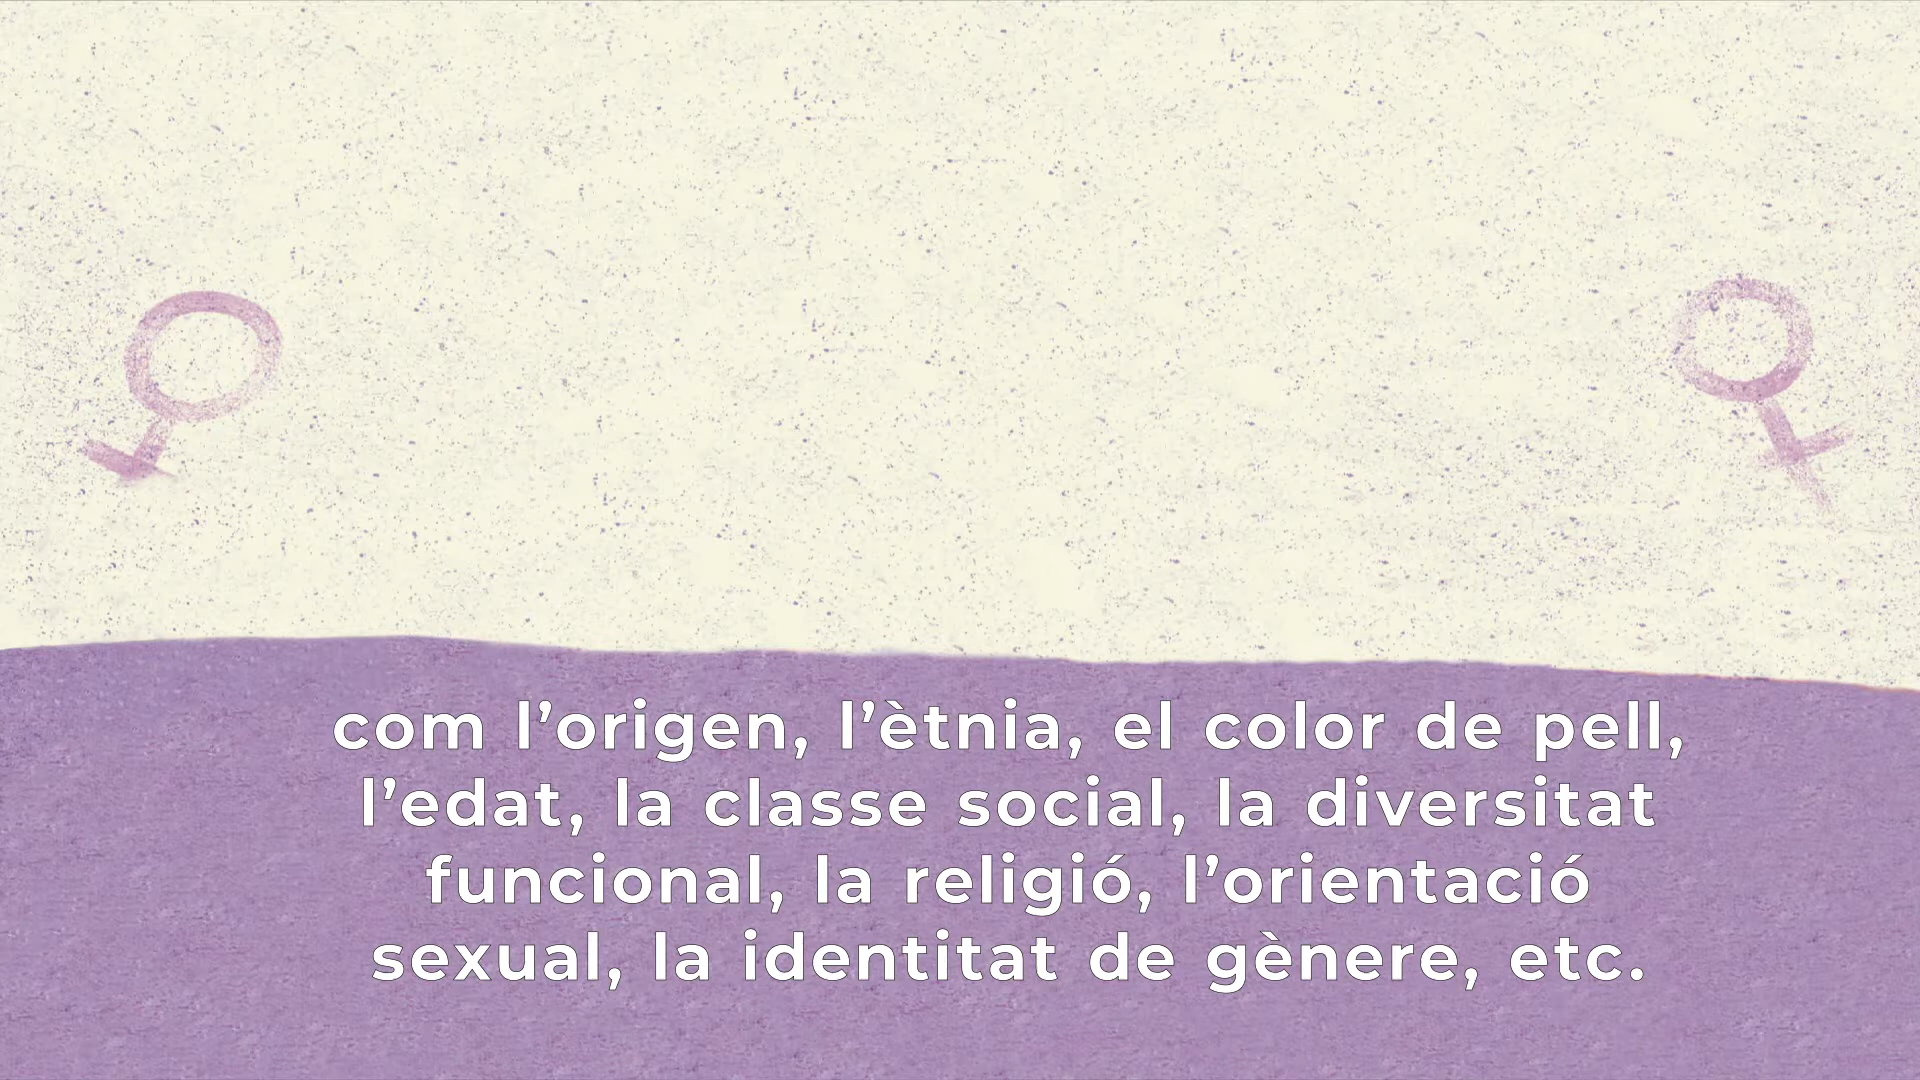 com l’origen, l’ètnia, el color de pell,
l’edat, la classe social, la diversitat
funcional, la religió, l’orientació
sexual, la identitat de gènere, etc.